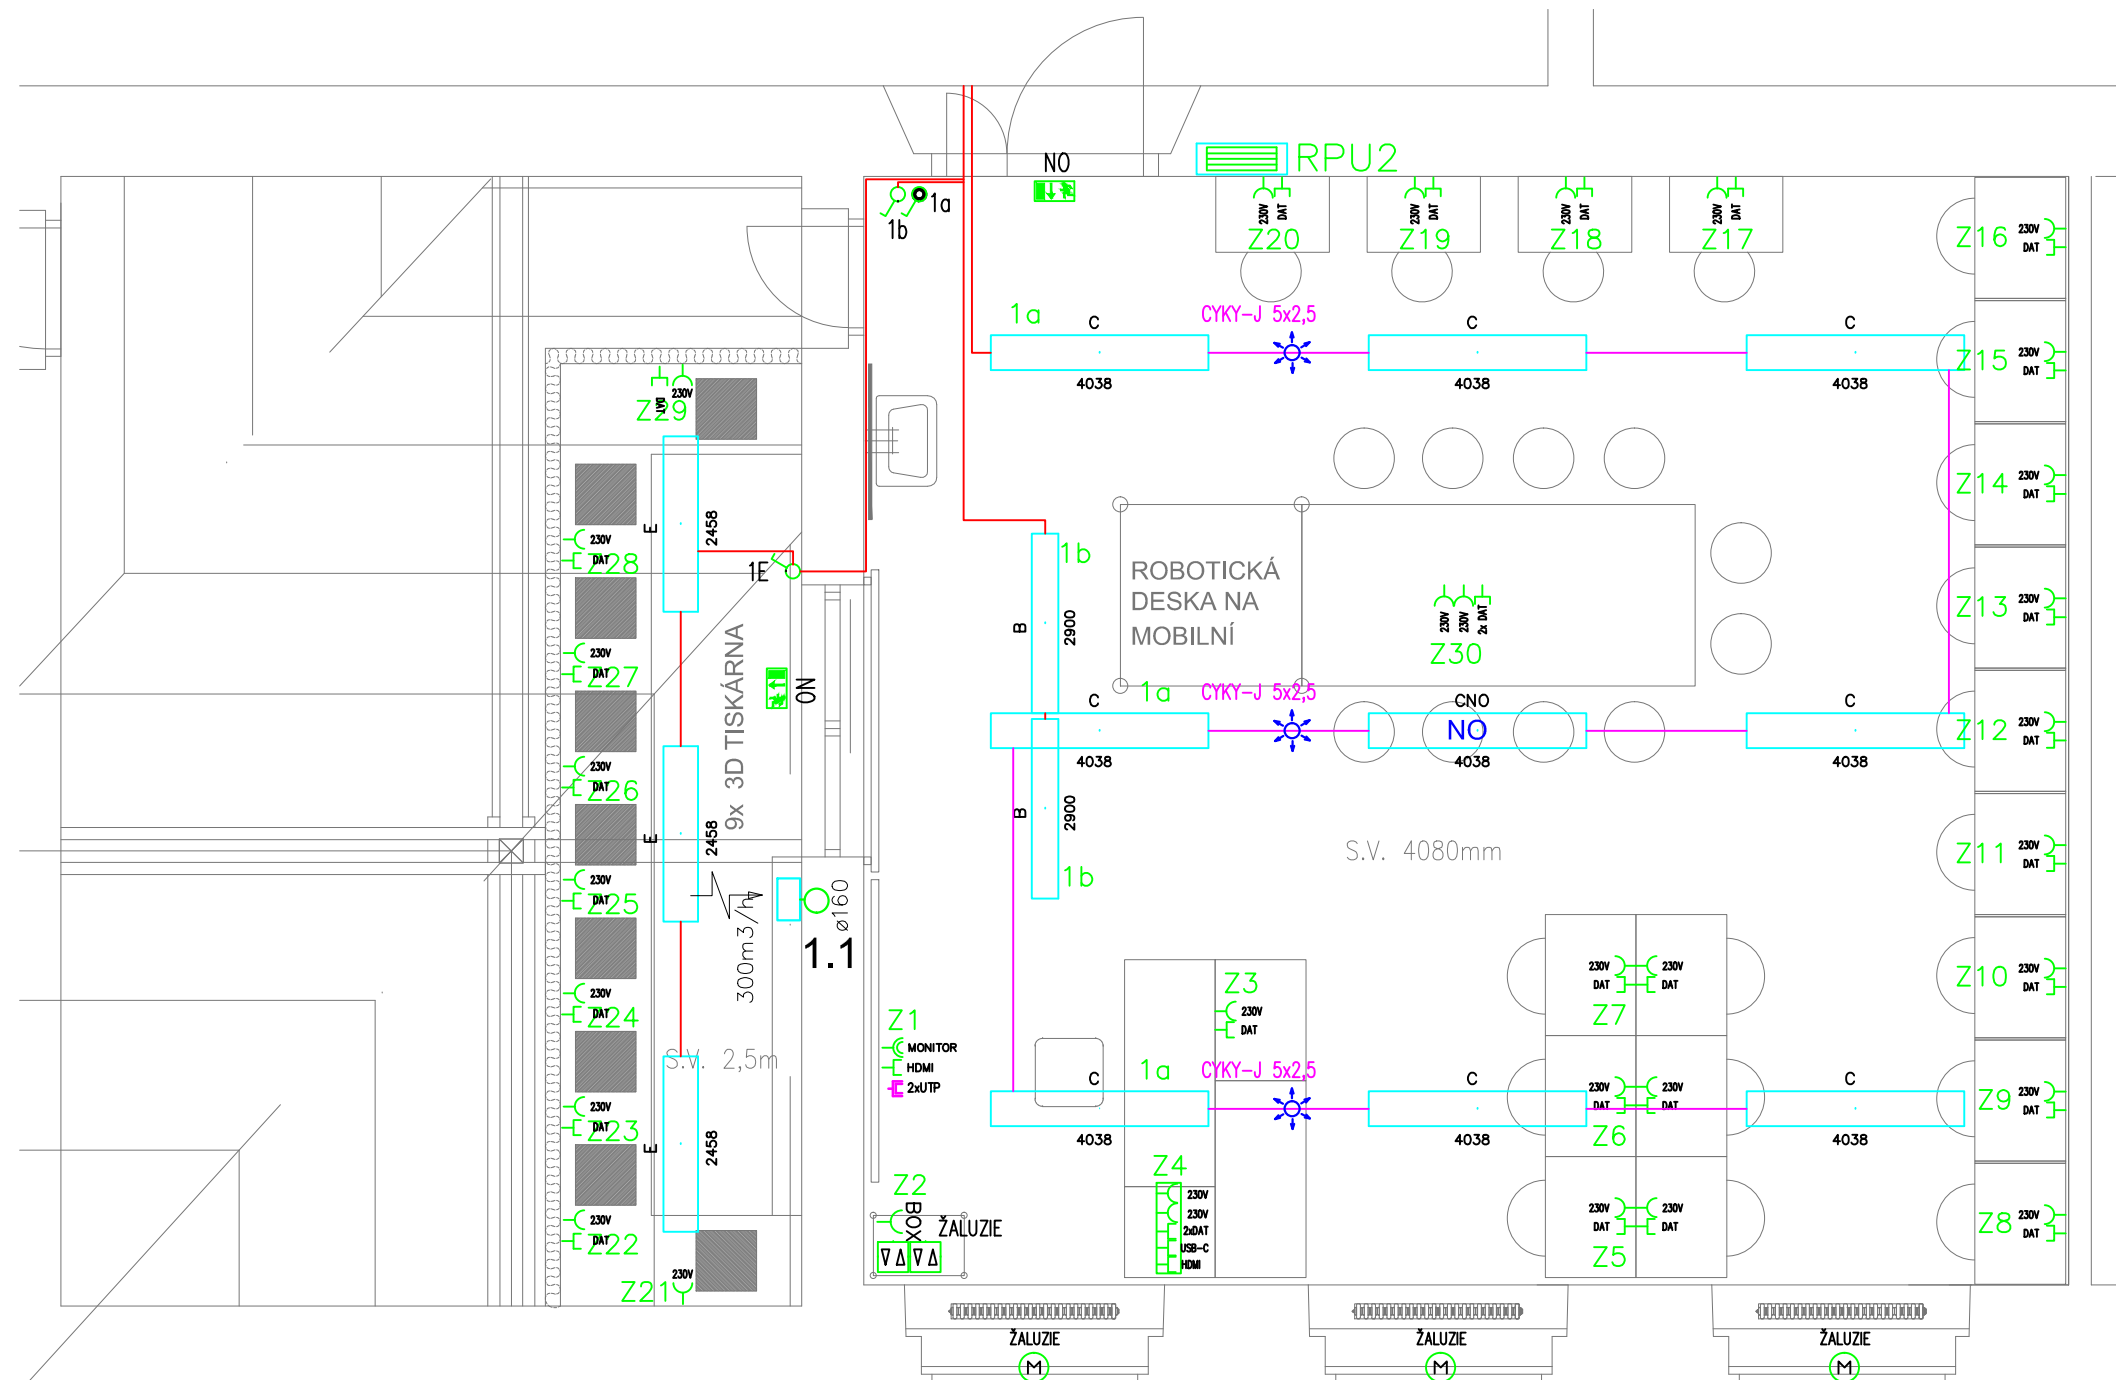 NO
RPU2
1a
1b
230V
DAT
Z20
230V
DAT
Z19
230V
DAT
Z18
230V
DAT
Z17
Z16
230V
DAT
1a
C
4038
CYKY-J 5x2,5
C
4038
C
4038
Z15
230V
DAT
230V
DAT
Z29
Z14
230V
DAT
E
2458
230V
DAT
Z28
1E
1b
B
2900
ROBOTICKÁ
DESKA NA
MOBILNÍ
230V
230V
2x DAT
Z30
Z13
230V
DAT
230V
DAT
Z27
9x 3D TISKÁRNA
NO
C
1a
4038
CYKY-J 5x2,5
CNO
NO
4038
C
4038
Z12
230V
DAT
230V
DAT
Z26
E
2458
B
2900
1b
S.V. 4080mm
Z11
230V
DAT
230V
DAT
Z25
300m3/h
ø160
1.1
Z10
230V
DAT
230V
DAT
Z24
S.V. 2,5m
Z1
MONITOR
HDMI
2xUTP
Z3
230V
DAT
230V
DAT
230V
DAT
Z7
C
1a
4038
CYKY-J 5x2,5
C
4038
230V
DAT
230V
DAT
Z6
C
4038
Z9
230V
DAT
230V
DAT
Z23
E
2458
230V
DAT
Z22
230V
Z21
Z2
BOX
ŽALUZIE
Z4
230V
230V
2xDAT
USB-C
HDMI
230V
DAT
230V
DAT
Z5
Z8
230V
DAT
ŽALUZIE
M
ŽALUZIE
M
ŽALUZIE
M